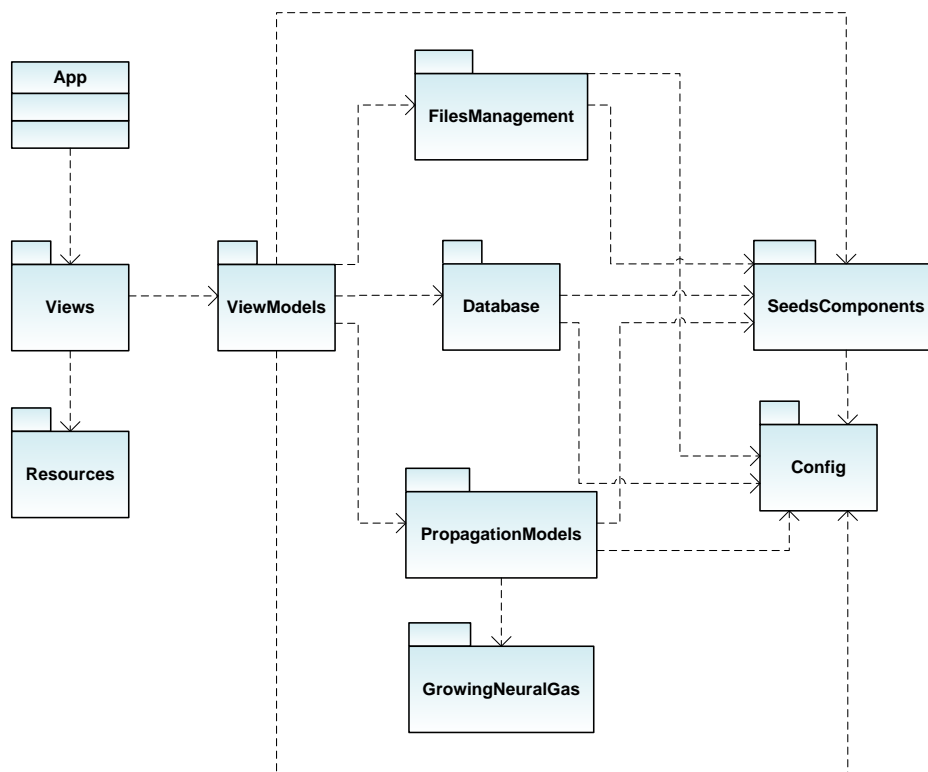 App
FilesManagement
Views
ViewModels
Database
SeedsComponents
Resources
Config
PropagationModels
GrowingNeuralGas